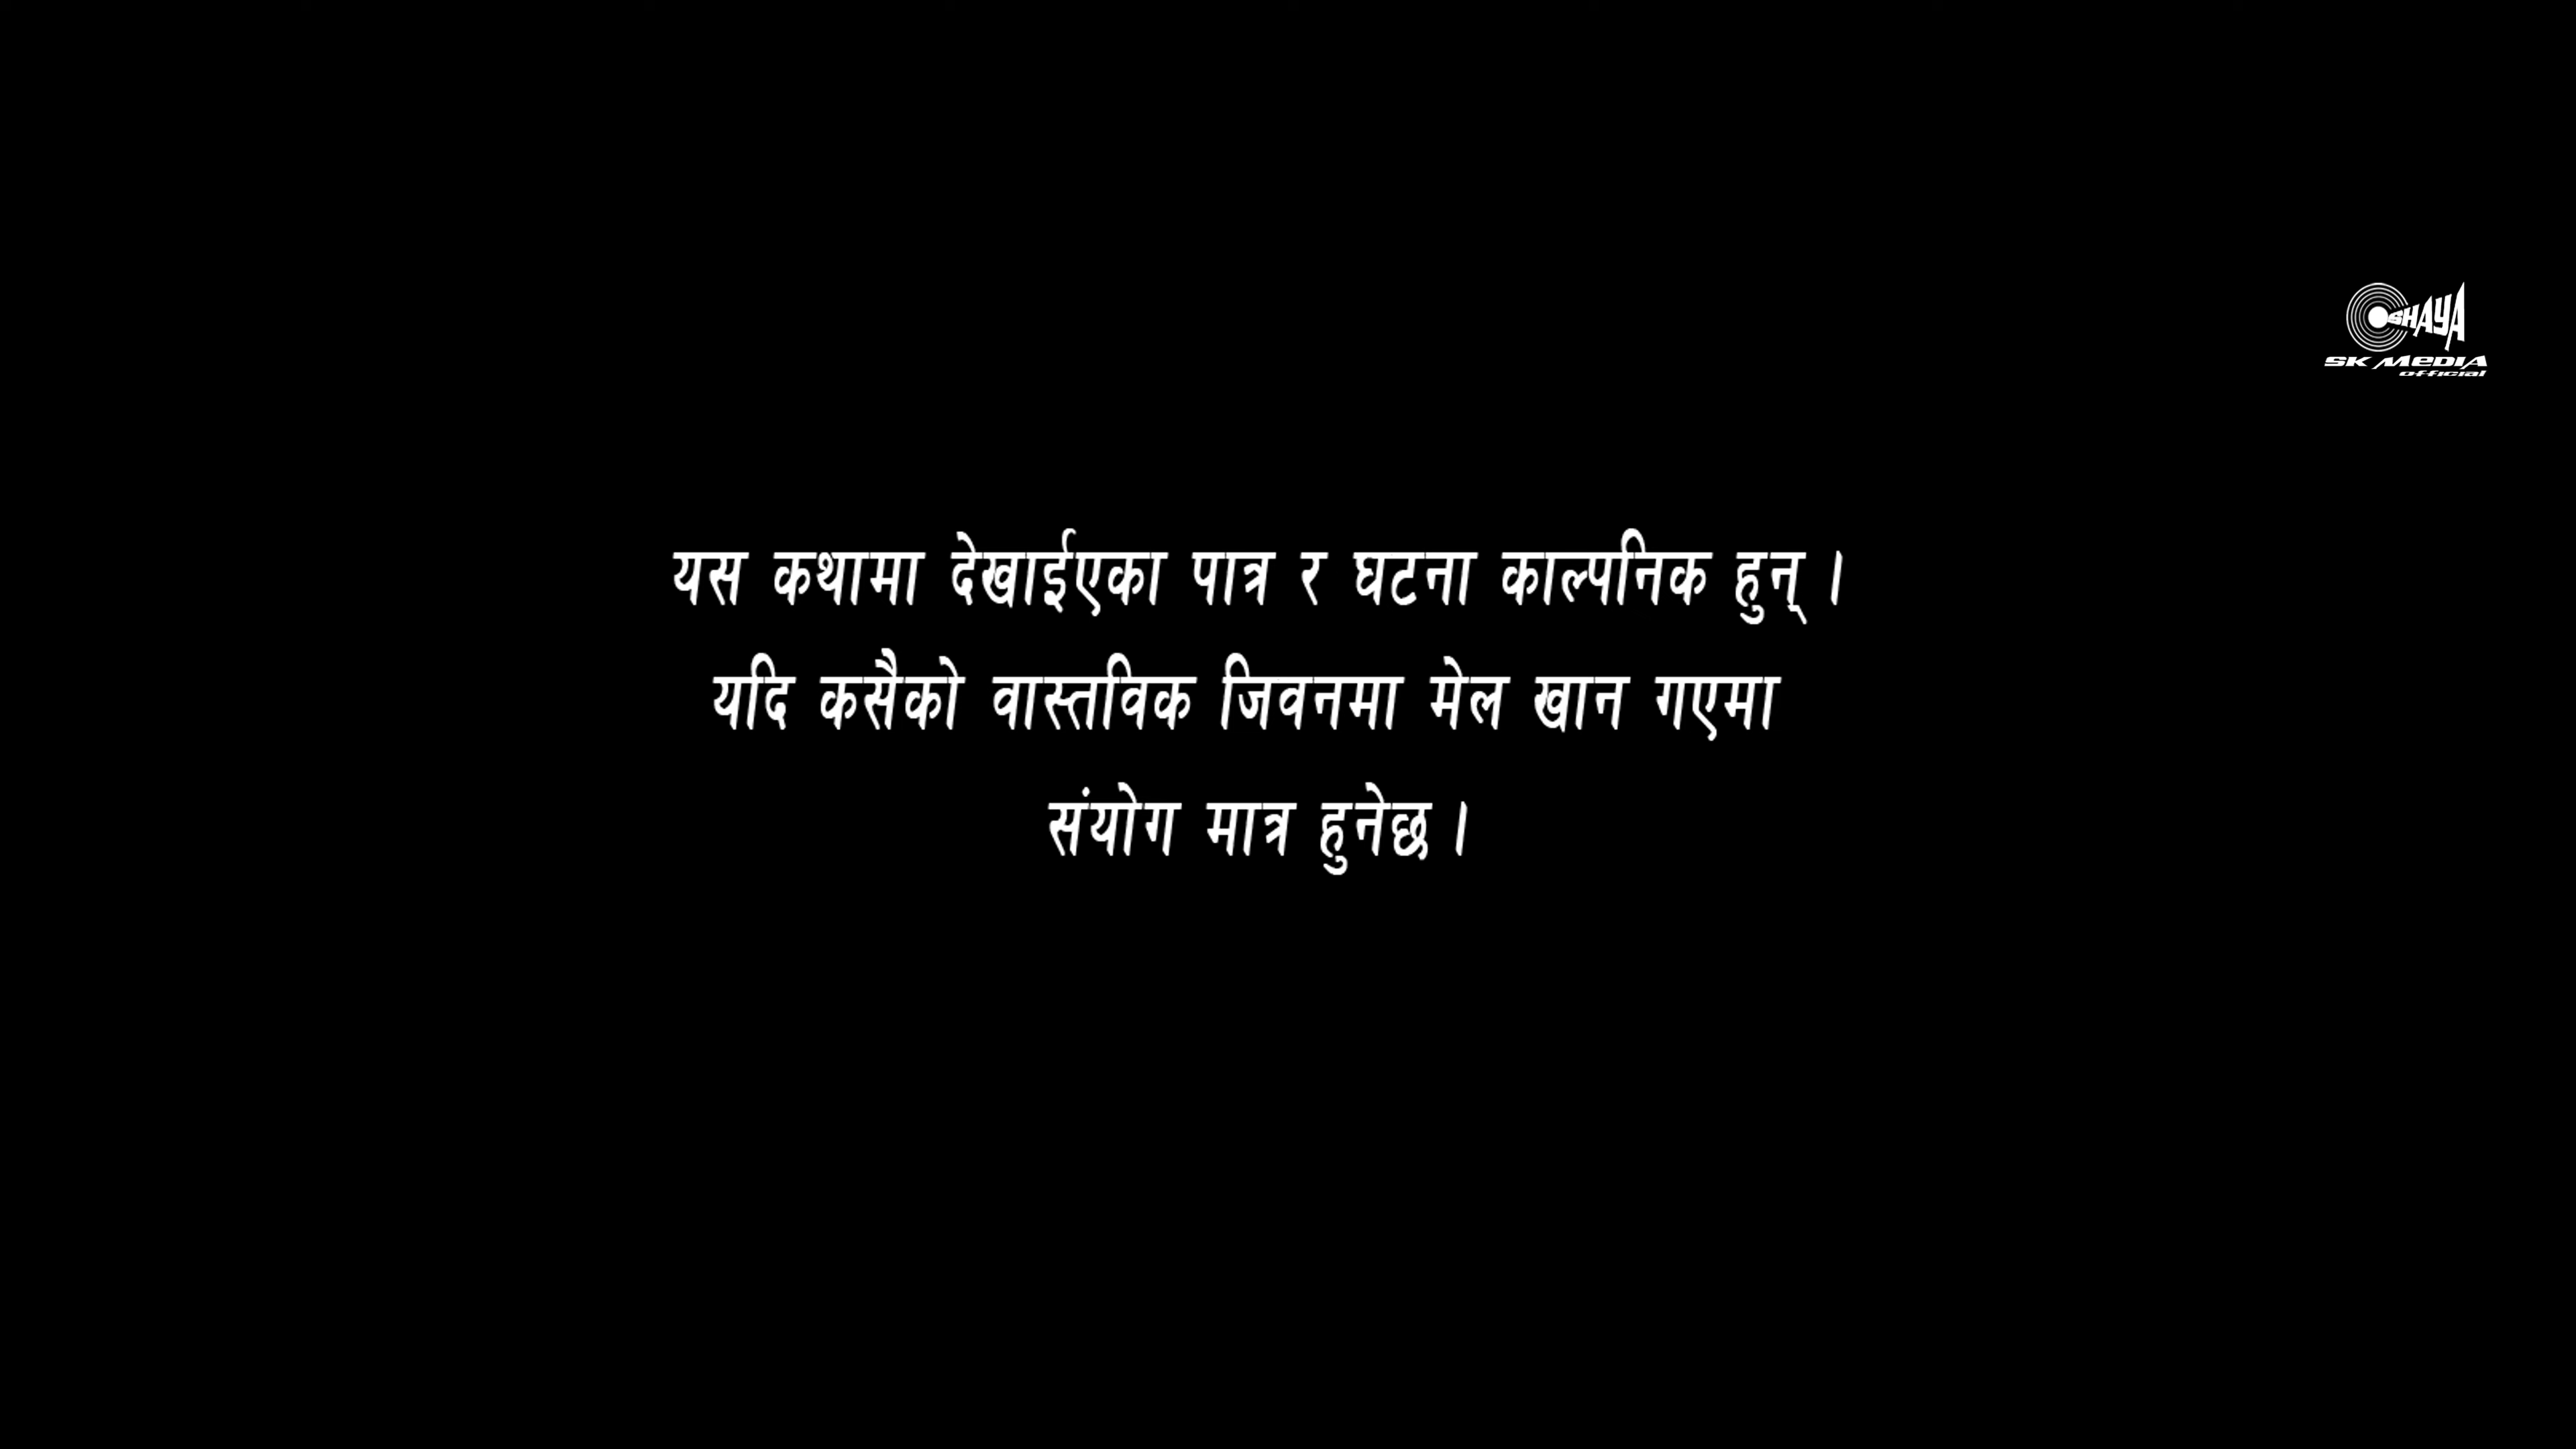 SHAYA
SK MEDIA
official
यस कथामा देखाईएका पात्र र घटना काल्पनिक हुन् ।
यदि कसैको वास्तविक जिवनमा मेल खान गएमा
संयोग मात्र हुनेछ ।